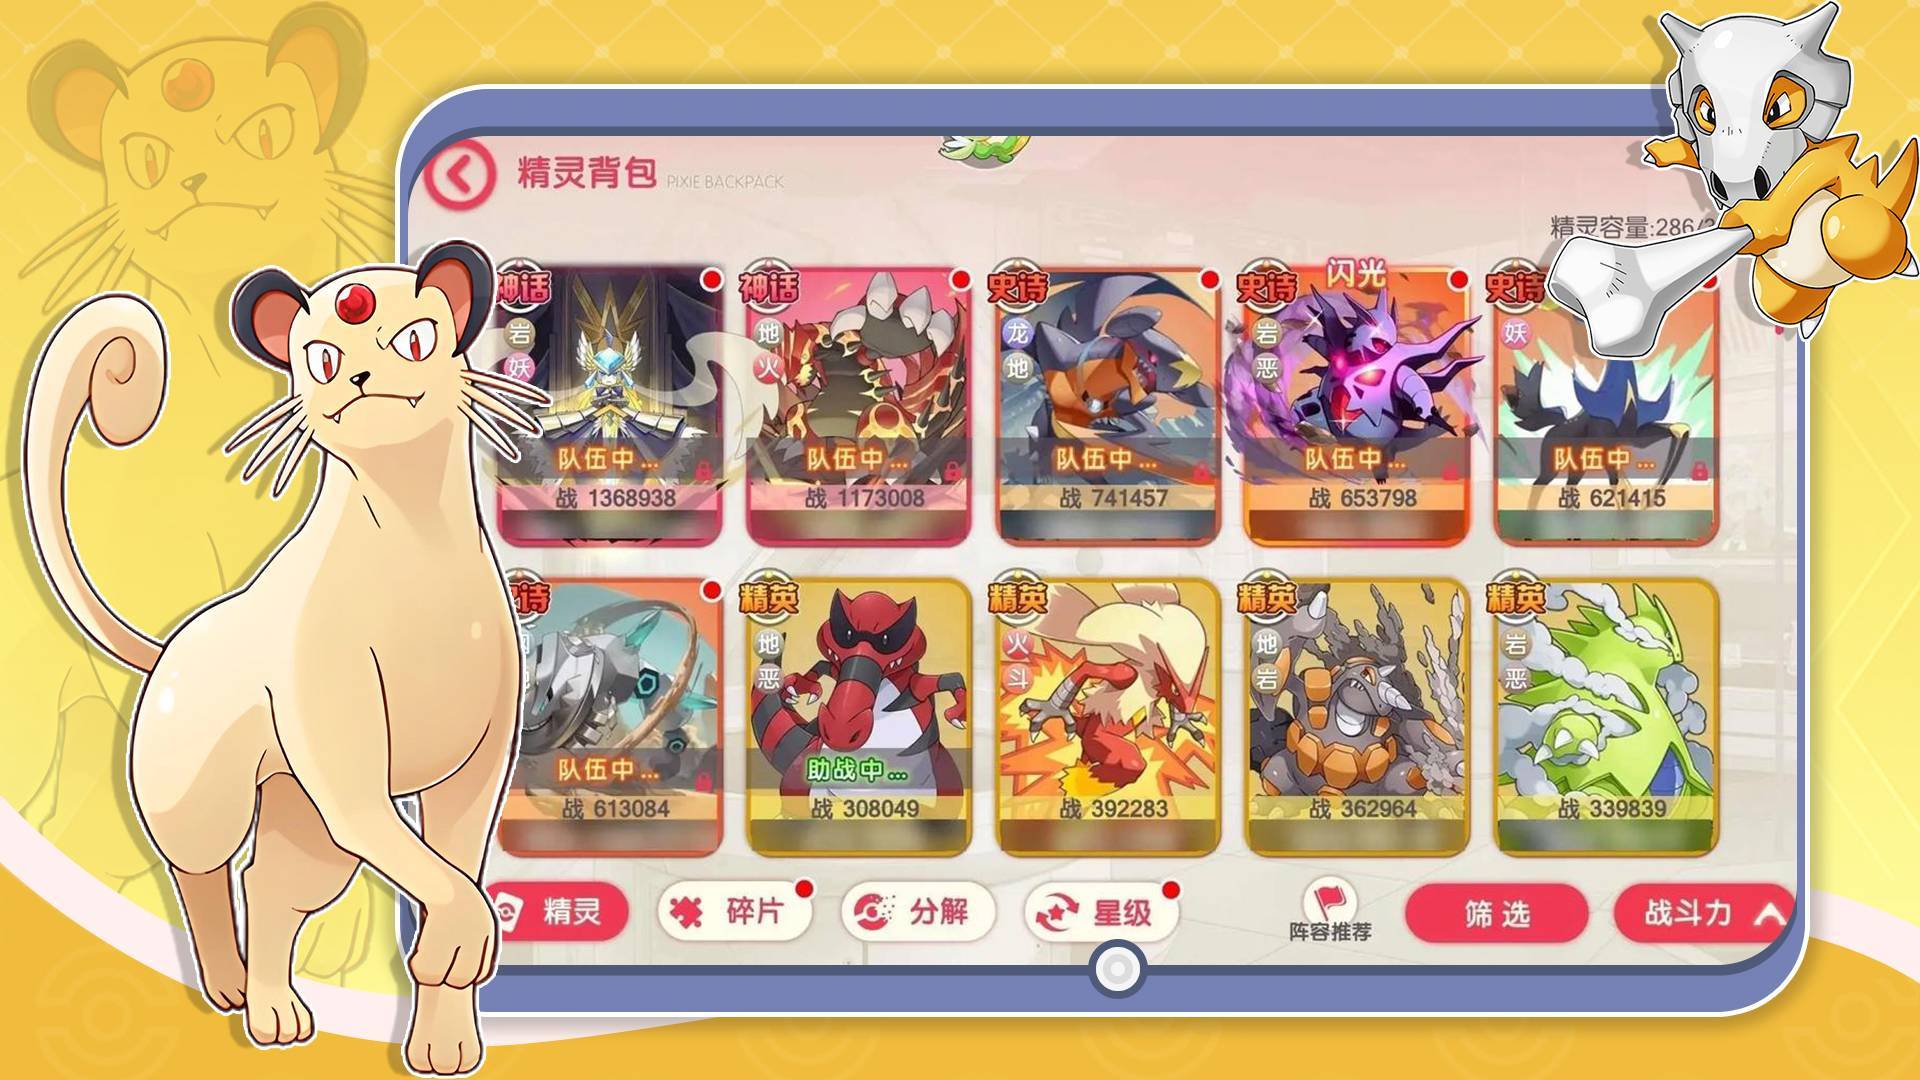 精灵背包 PIXIE BACKPACK
精灵容量:286/
神话 神话 史诗 史诗 闪光 史诗
岩 地 龙 岩 妖
妖 火 地 恶
队伍中... 队伍中... 队伍中... 队伍中... 队伍中...
战 1368938 战 1173008 战 741457 战 653798 战 621415
诗 精英 精英 精英 精英
地 火 地 岩
恶 斗 岩 恶
队伍中... 助战中...
战 613084 战 308049 战 392283 战 362964 战 339839
精灵 碎片 分解 星级 阵容推荐 筛选 战斗力